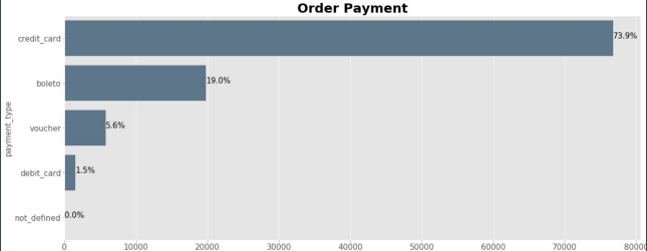 Order Payment
payment_type
credit_card 73.9%
boleto 19.0%
voucher 5.6%
debit_card 1.5%
not_defined 0.0%
0 10000 20000 30000 40000 50000 60000 70000 80000